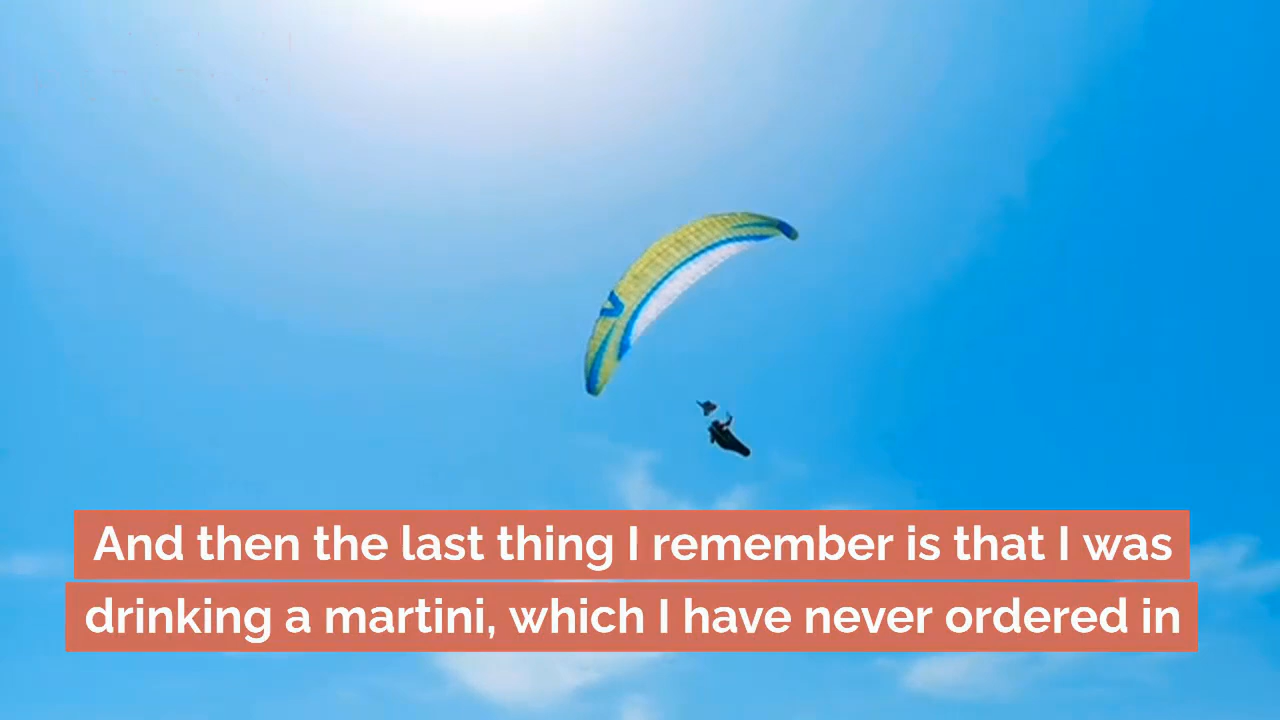 And then the last thing I remember is that I was
drinking a martini, which I have never ordered in